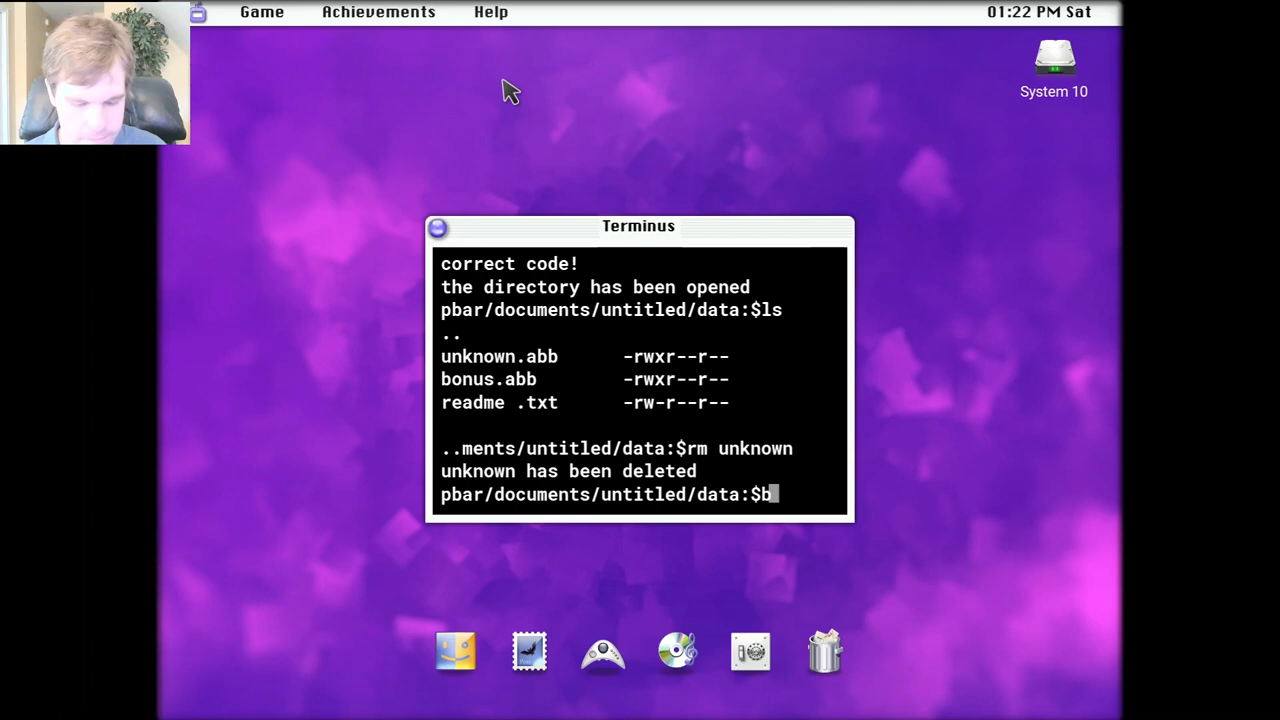 Game Achievements Help 01:22 PM Sat
System 10
Terminus
correct code!
the directory has been opened
pbar/documents/untitled/data:$ls
..
unknown.abb -rwxr--r--
bonus.abb -rwxr--r--
readme .txt -rw-r--r--
..ments/untitled/data:$rm unknown
unknown has been deleted
pbar/documents/untitled/data:$b